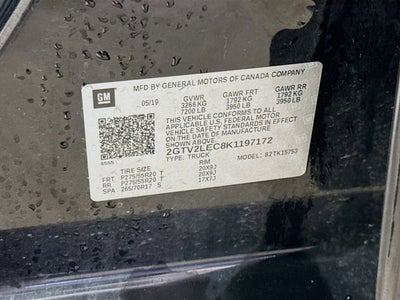 MFD BY GENERAL MOTORS OF CANADA COMPANY
GM 05/19 GVWR GAWR FRT GAWR RR
3266 KG 1792 KG 1792 KG
7200 LB 3950 LB 3950 LB
THIS VEHICLE CONFORMS TO ALL APPLICABLE
U.S. FEDERAL MOTOR
VEHICLE SAFETY STANDARDS IN EFFECT ON THE DATE OF MANUFACTURE
SHOWN ABOVE.
2GTV2LEC8K1197172
TYPE: TRUCK
TIRE SIZE RIM 82TK15753
FRT P275/55R20 T 20X9J
RR P275/55R20 T 20X9J
SPA 265/70R17 S 17X7J